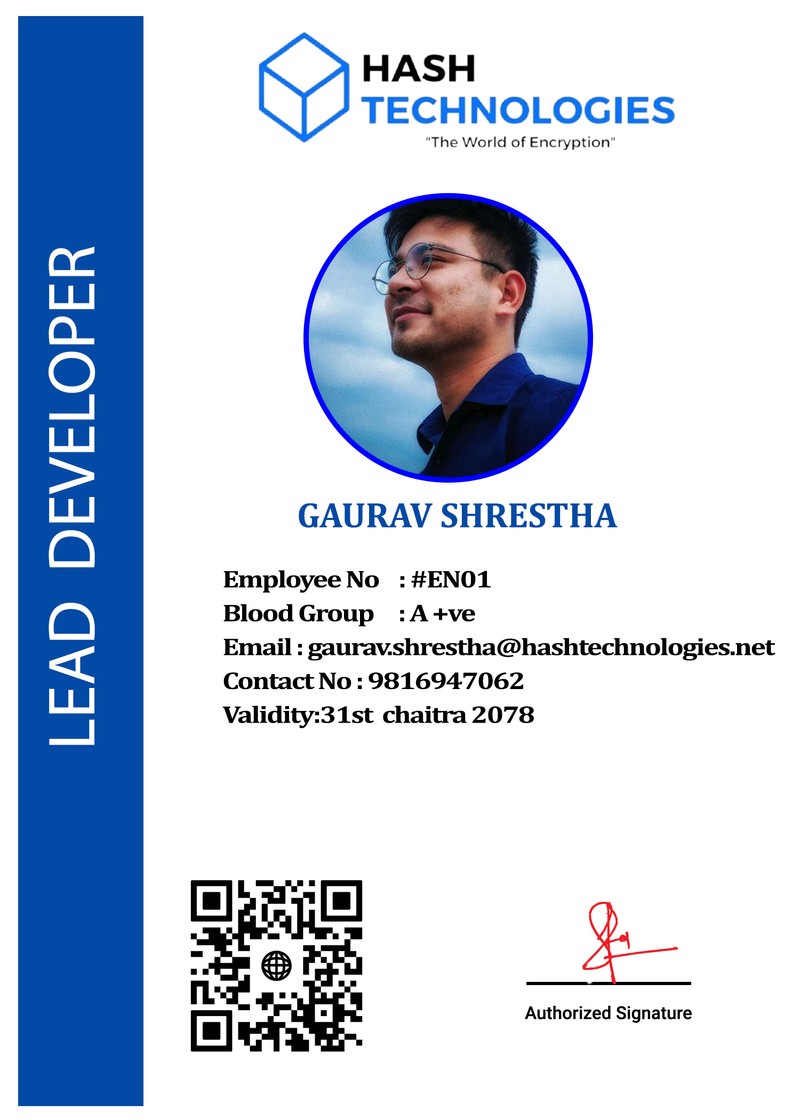 HASH
TECHNOLOGIES
"The World of Encryption"
LEAD DEVELOPER
GAURAV SHRESTHA
Employee No : #EN01
Blood Group : A +ve
Email : gaurav.shrestha@hashtechnologies.net
Contact No : 9816947062
Validity:31st chaitra 2078
Authorized Signature